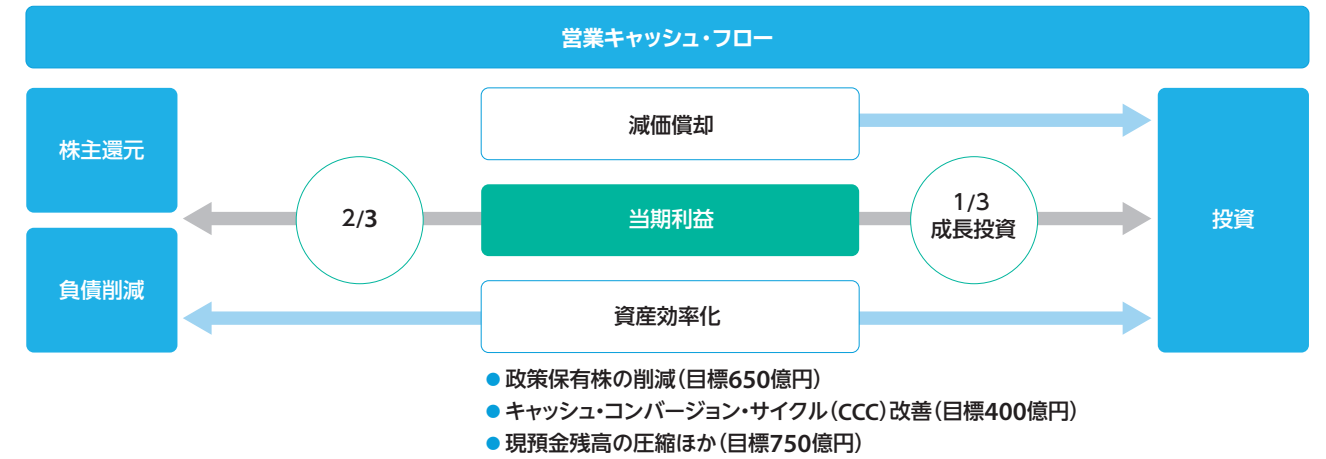 営業キャッシュ・フロー
株主還元
負債削減
2/3
減価償却
当期利益
資産効率化
1/3
成長投資
投資
● 政策保有株の削減(目標650億円)
● キャッシュ・コンバージョン・サイクル(CCC)改善(目標400億円)
● 現預金残高の圧縮ほか(目標750億円)